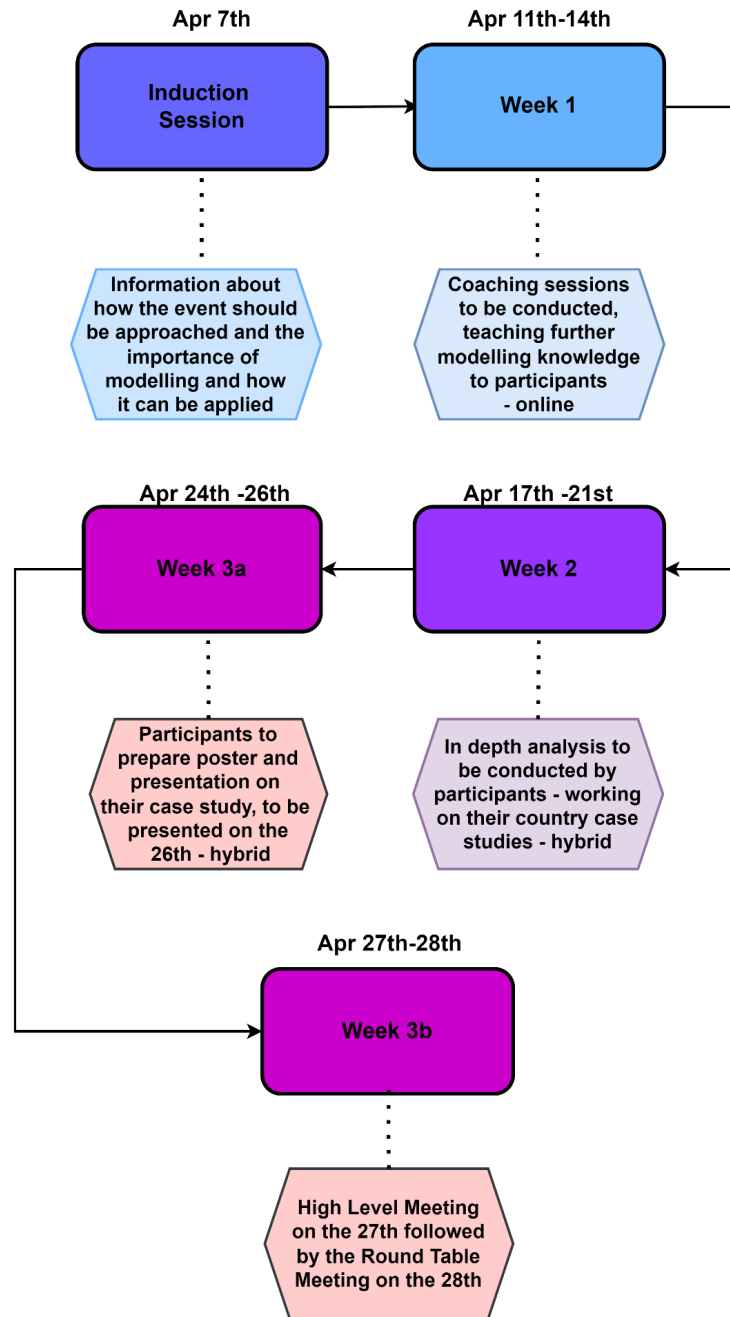 Apr 7th
Induction
Session
Information about
how the event should
be approached and the
importance of
modelling and how
it can be applied
Apr 11th-14th
Week 1
Coaching sessions
to be conducted,
teaching further
modelling knowledge
to participants
- online
Apr 17th -21st
Week 2
In depth analysis to
be conducted by
participants - working
on their country case
studies - hybrid
Apr 24th -26th
Week 3a
Participants to
prepare poster and
presentation on
their case study, to be
presented on the
26th - hybrid
Apr 27th-28th
Week 3b
High Level Meeting
on the 27th followed
by the Round Table
Meeting on the 28th